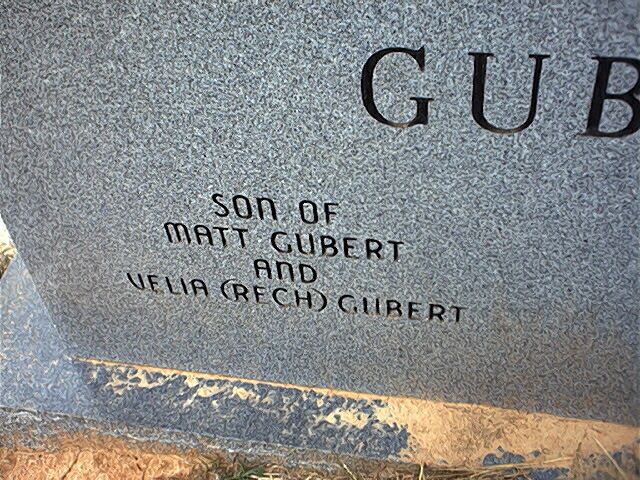 GUB
SON OF
MATT GUBERT
AND
VELIA (RECH) GUBERT